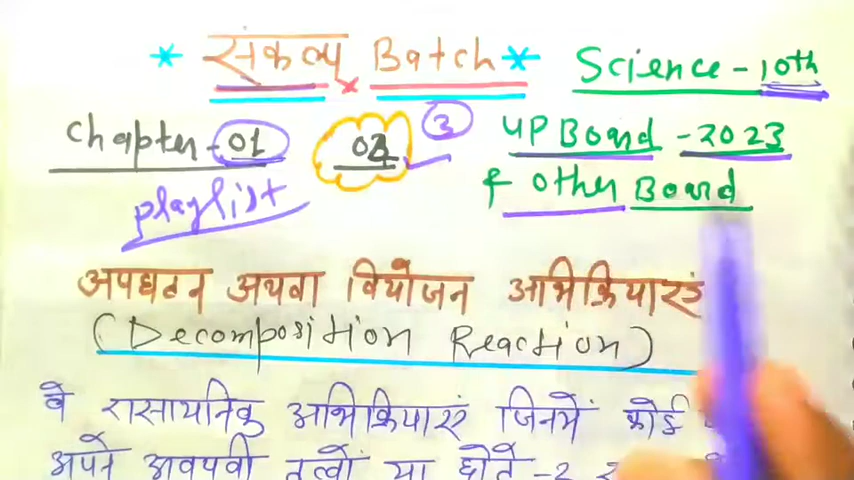 * संकल्प Batch * Science - 10th
Chapter - 01 3 UP Board - 2023
playlist & other Board
अपघटन अथवा वियोजन अभिक्रियाएं
(Decomposition Reaction)
वे रासायनिक अभिक्रियाएं जिनमें कोई
अपने अवयवी तत्वों या छोटे-2